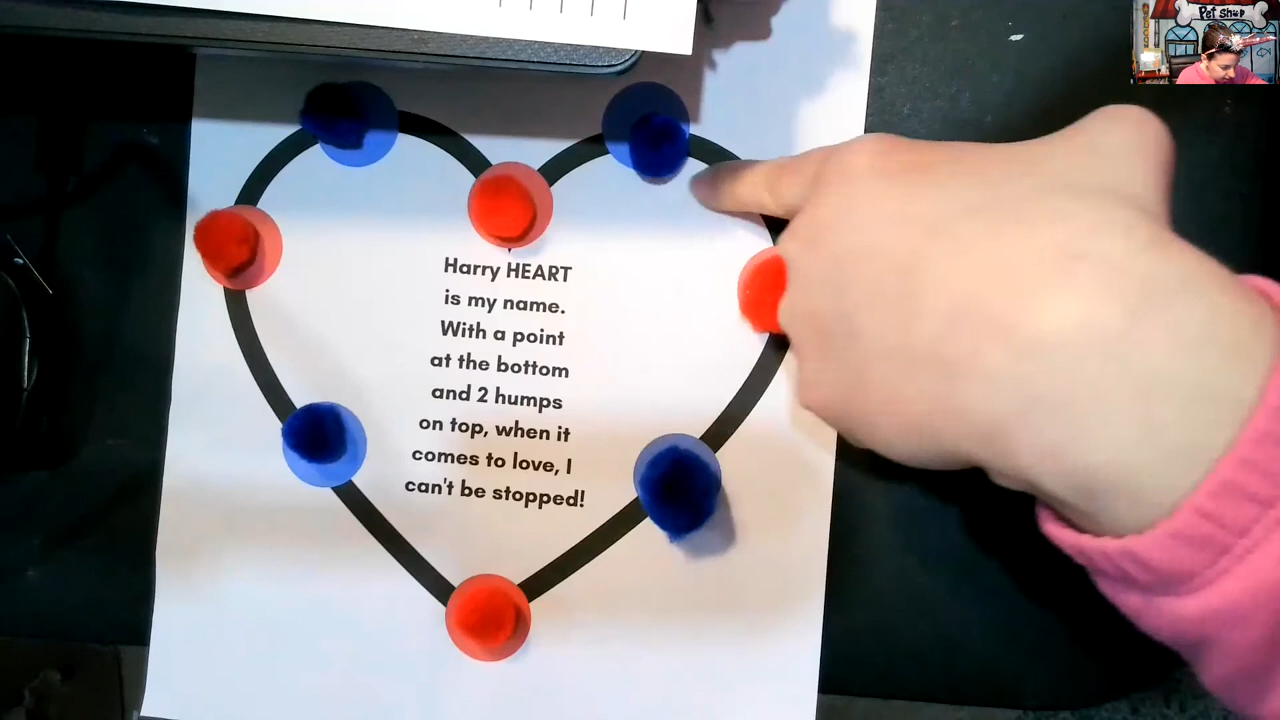 Pet Shop
Harry HEART
is my name.
With a point
at the bottom
and 2 humps
on top, when it
comes to love, I
can't be stopped!